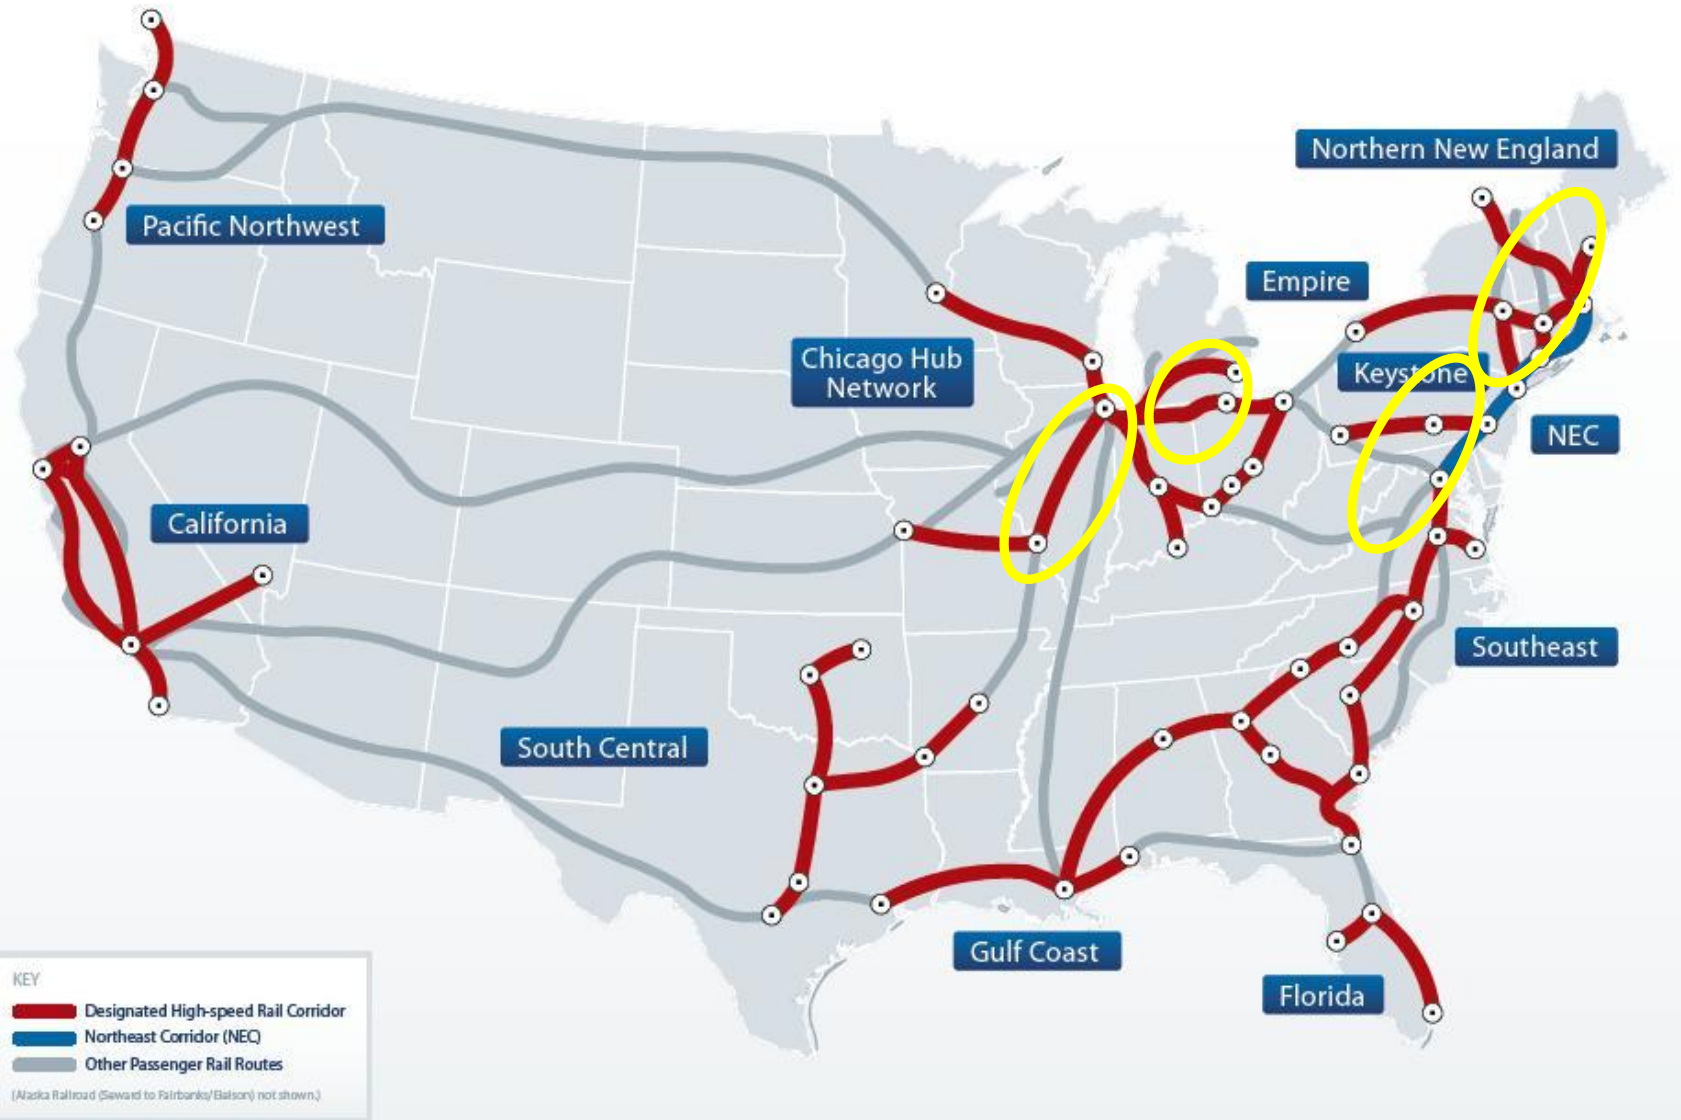 Northern New England
Pacific Northwest
Empire
Chicago Hub
Network
Keystone
NEC
California
Southeast
South Central
Gulf Coast
Florida
KEY
Designated High-speed Rail Corridor
Northeast Corridor (NEC)
Other Passenger Rail Routes
(Alaska Railroad (Seward to Fairbanks/Eielson) not shown.)